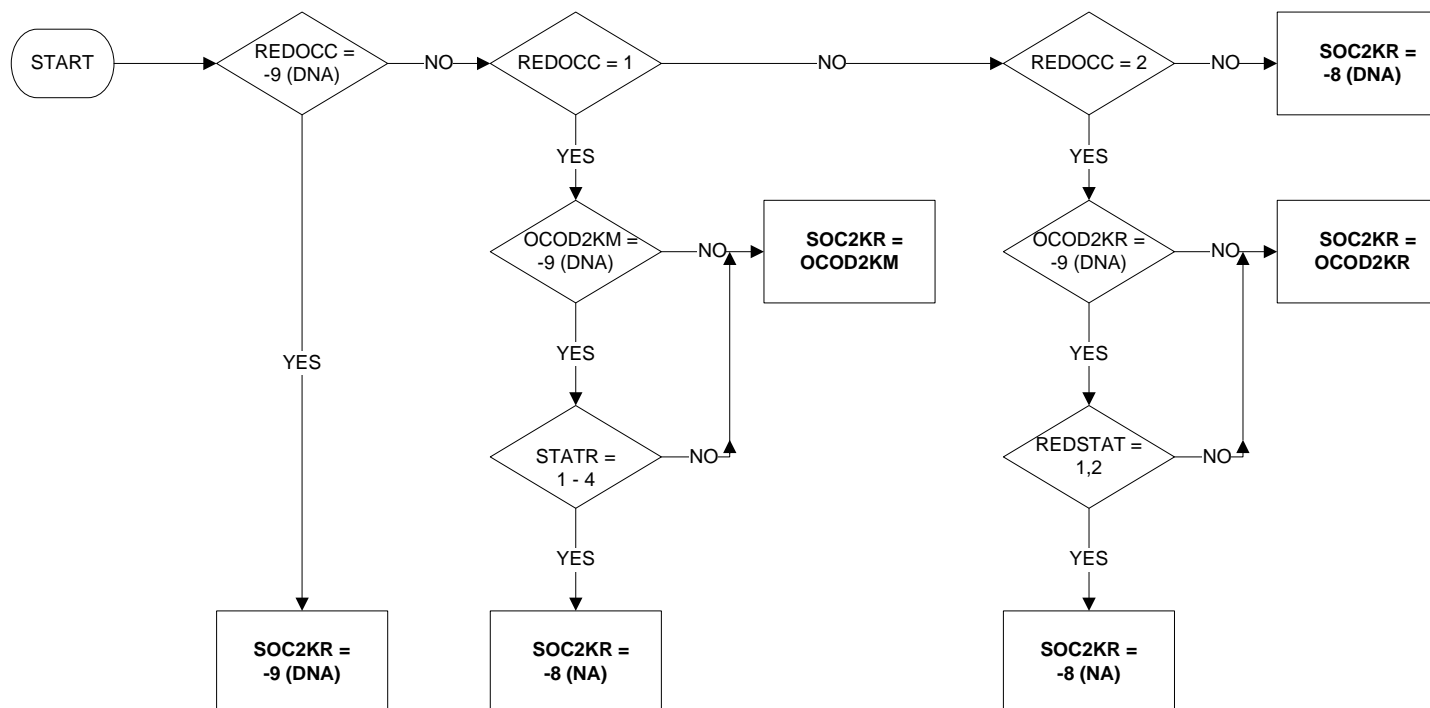 START
REDOCC =
-9 (DNA)
NO
REDOCC = 1
NO
REDOCC = 2
NO
SOC2KR =
-8 (DNA)
YES
YES
OCOD2KM =
-9 (DNA)
NO
SOC2KR =
OCOD2KM
OCOD2KR =
-9 (DNA)
NO
SOC2KR =
OCOD2KR
YES
YES
YES
STATR =
1 - 4
NO
REDSTAT =
1,2
NO
YES
YES
SOC2KR =
-9 (DNA)
SOC2KR =
-8 (NA)
SOC2KR =
-8 (NA)